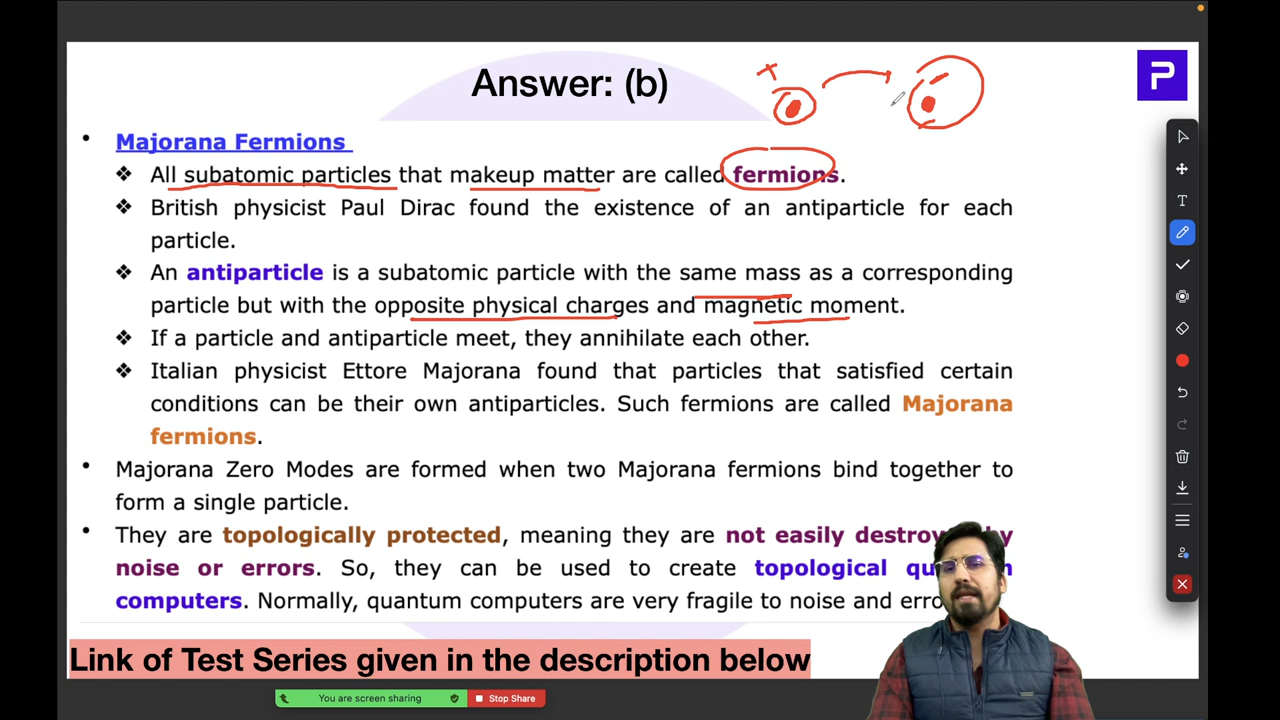 Answer: (b)
+
−
P
• Majorana Fermions
❖ All subatomic particles that makeup matter are called fermions.
❖ British physicist Paul Dirac found the existence of an antiparticle for each
particle.
❖ An antiparticle is a subatomic particle with the same mass as a corresponding
particle but with the opposite physical charges and magnetic moment.
❖ If a particle and antiparticle meet, they annihilate each other.
❖ Italian physicist Ettore Majorana found that particles that satisfied certain
conditions can be their own antiparticles. Such fermions are called Majorana
fermions.
• Majorana Zero Modes are formed when two Majorana fermions bind together to
form a single particle.
• They are topologically protected, meaning they are not easily
noise or errors. So, they can be used to create topological
computers. Normally, quantum computers are very fragile to noise and
Link of Test Series given in the description below
You are screen sharing
Stop Share
T